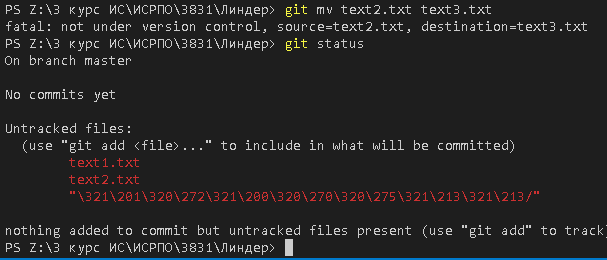 PS Z:\3 курс ИС\ИСРПО\3831\Линдер> git mv text2.txt text3.txt
fatal: not under version control, source=text2.txt, destination=text3.txt
PS Z:\3 курс ИС\ИСРПО\3831\Линдер> git status
On branch master
No commits yet
Untracked files:
(use "git add <file>..." to include in what will be committed)
text1.txt
text2.txt
"\321\201\320\272\321\200\320\270\320\275\321\213\321\213/"
nothing added to commit but untracked files present (use "git add" to track
PS Z:\3 курс ИС\ИСРПО\3831\Линдер>